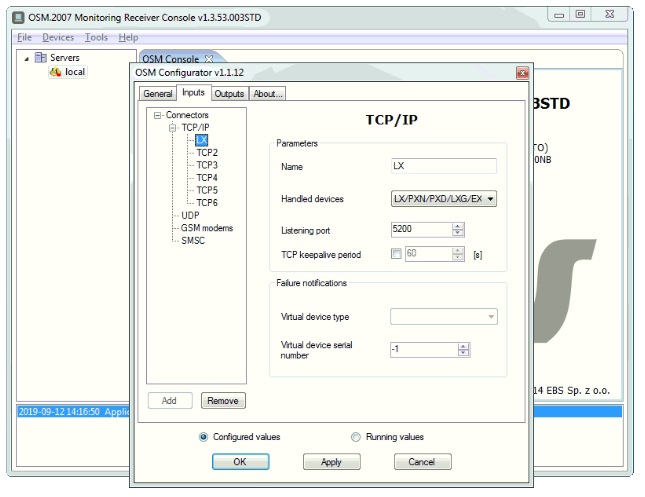 OSM.2007 Monitoring Receiver Console v1.3.53.003STD
File Devices Tools Help
Servers
local
OSM Console
OSM Configurator v1.1.12
General Inputs Outputs About...
Connectors
TCP/IP
LX
TCP2
TCP3
TCP4
TCP5
TCP6
UDP
GSM modems
SMSC
Add Remove
TCP/IP
Parameters
Name LX
Handled devices LX/PXN/PXD/LXG/EX
Listening port 5200
TCP keepalive period 60 [s]
Failure notifications
Virtual device type
Virtual device serial
number
-1
Configured values Running values
OK Apply Cancel
3STD
TO)
0NB
S
14 EBS Sp. z o.o.
2019-09-12 14:16:50 Applic